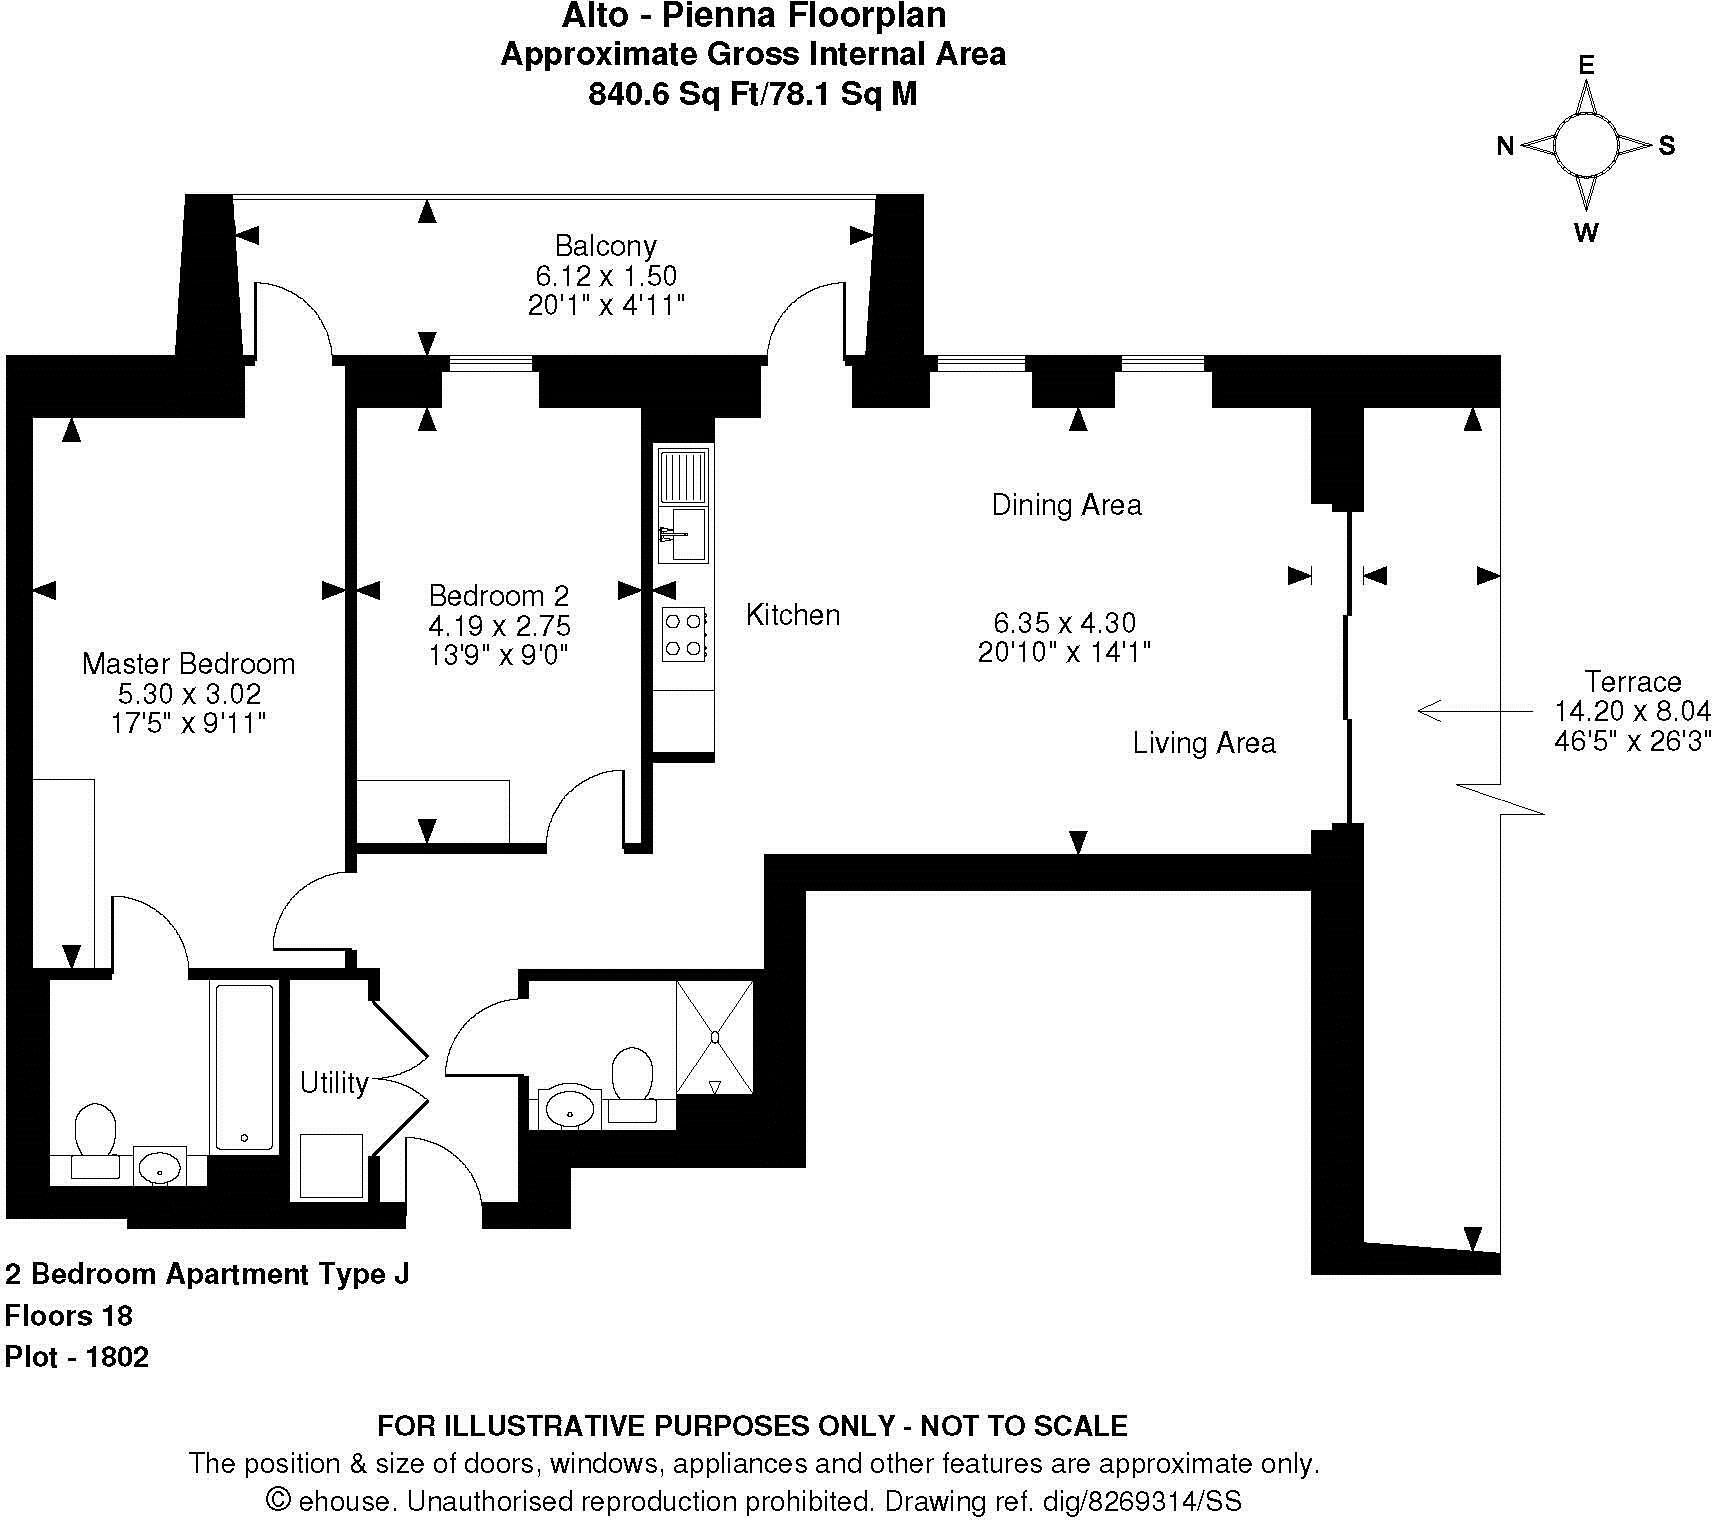 Alto - Pienna Floorplan
Approximate Gross Internal Area
840.6 Sq Ft/78.1 Sq M
E
N
S
W
Balcony
6.12 x 1.50
20'1" x 4'11"
Dining Area
Bedroom 2
4.19 x 2.75
13'9" x 9'0"
Kitchen
6.35 x 4.30
20'10" x 14'1"
Master Bedroom
5.30 x 3.02
17'5" x 9'11"
Living Area
Terrace
14.20 x 8.04
46'5" x 26'3"
Utility
2 Bedroom Apartment Type J
Floors 18
Plot - 1802
FOR ILLUSTRATIVE PURPOSES ONLY - NOT TO SCALE
The position & size of doors, windows, appliances and other features are approximate only.
© ehouse. Unauthorised reproduction prohibited. Drawing ref. dig/8269314/SS